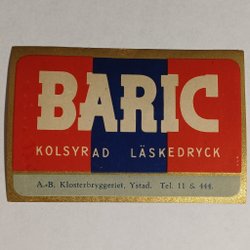 BARIC
KOLSYRAD LÄSKEDRYCK
A.-B. Klosterbryggeriet, Ystad. Tel. 11 & 444.